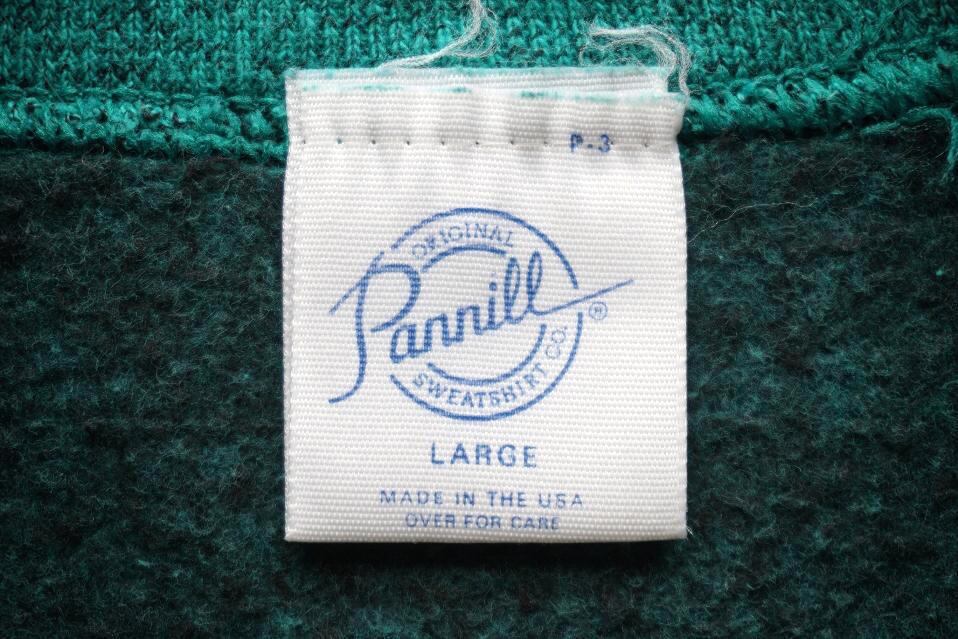 P-3
ORIGINAL
Pannill
®
SWEATSHIRT CO.
LARGE
MADE IN THE USA
OVER FOR CARE